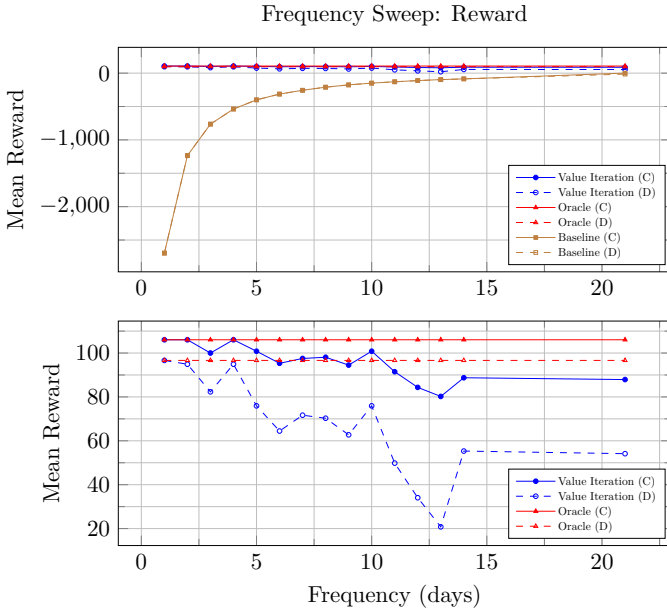 Frequency Sweep: Reward
Mean Reward
0
−1,000
−2,000
Value Iteration (C)
Value Iteration (D)
Oracle (C)
Oracle (D)
Baseline (C)
Baseline (D)
0 5 10 15 20
Mean Reward
100
80
60
40
20
Value Iteration (C)
Value Iteration (D)
Oracle (C)
Oracle (D)
0 5 10 15 20
Frequency (days)